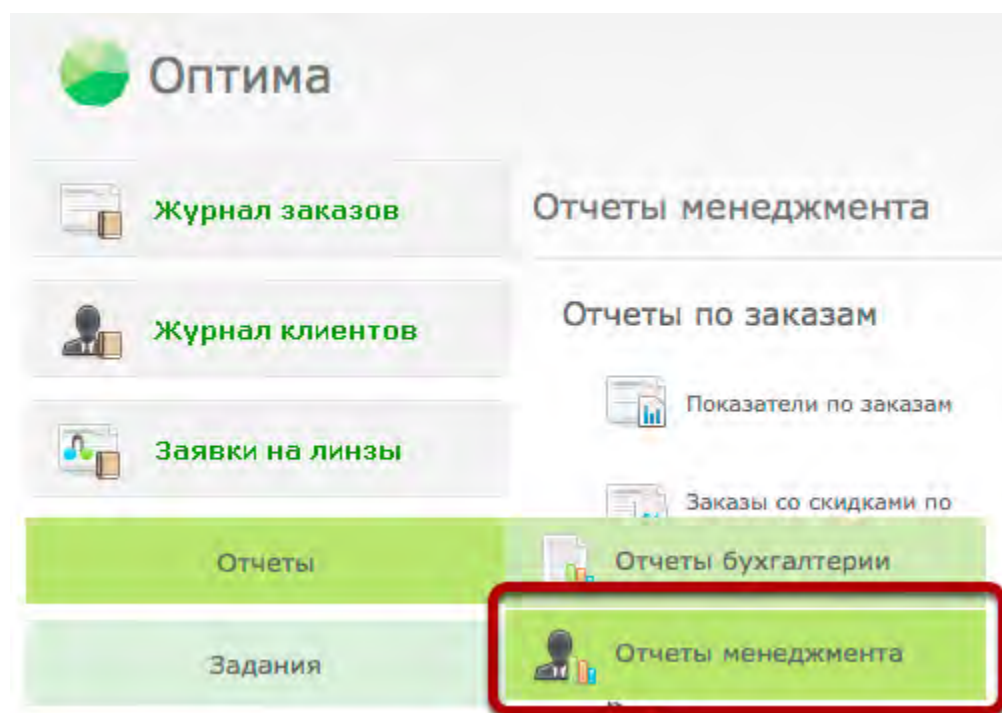 Оптима
Журнал заказов
Отчеты менеджмента
Журнал клиентов
Отчеты по заказам
Показатели по заказам
Заявки на линзы
Заказы со скидками по
Отчеты
Отчеты бухгалтерии
Задания
Отчеты менеджмента